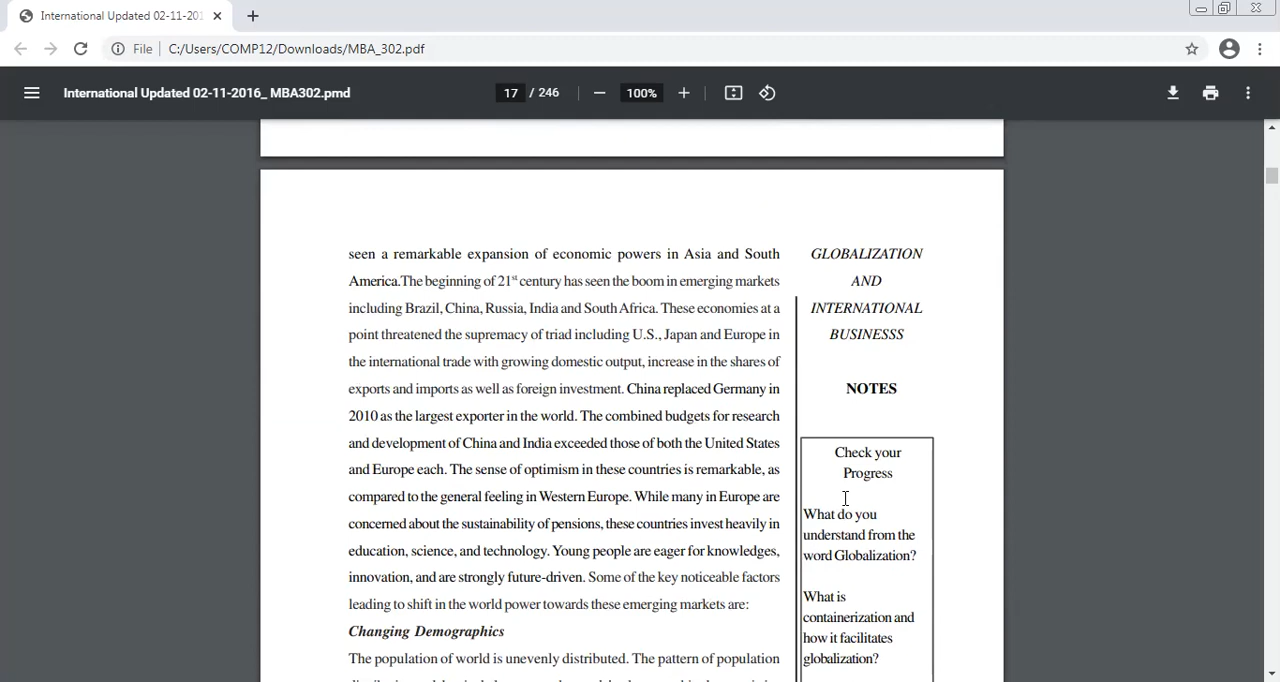 International Updated 02-11-201
File C:/Users/COMP12/Downloads/MBA_302.pdf
International Updated 02-11-2016_ MBA302.pmd
17 / 246
100%
seen a remarkable expansion of economic powers in Asia and South
America.The beginning of 21st century has seen the boom in emerging markets
including Brazil, China, Russia, India and South Africa. These economies at a
point threatened the supremacy of triad including U.S., Japan and Europe in
the international trade with growing domestic output, increase in the shares of
exports and imports as well as foreign investment. China replaced Germany in
2010 as the largest exporter in the world. The combined budgets for research
and development of China and India exceeded those of both the United States
and Europe each. The sense of optimism in these countries is remarkable, as
compared to the general feeling in Western Europe. While many in Europe are
concerned about the sustainability of pensions, these countries invest heavily in
education, science, and technology. Young people are eager for knowledges,
innovation, and are strongly future-driven. Some of the key noticeable factors
leading to shift in the world power towards these emerging markets are:
Changing Demographics
The population of world is unevenly distributed. The pattern of population
GLOBALIZATION
AND
INTERNATIONAL
BUSINESSS
NOTES
Check your
Progress
What do you
understand from the
word Globalization?
What is
containerization and
how it facilitates
globalization?